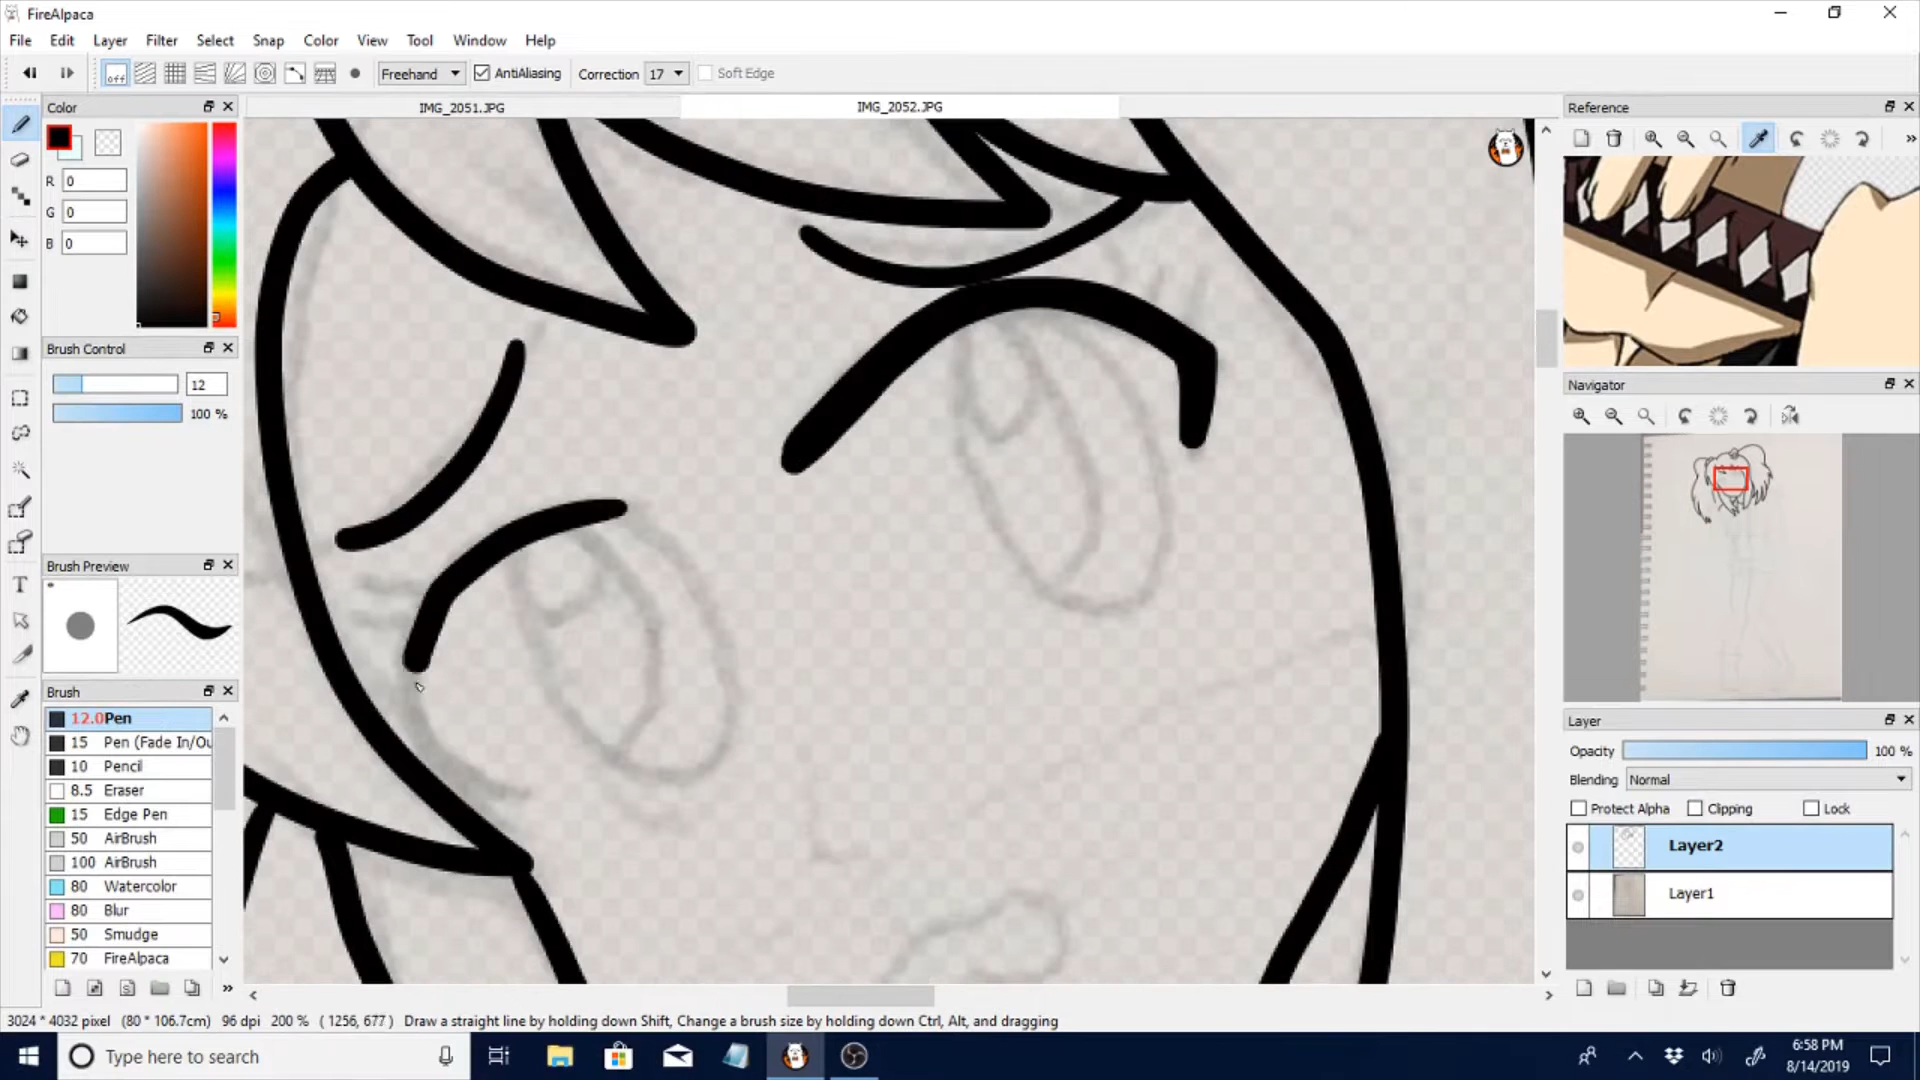 FireAlpaca
File Edit Layer Filter Select Snap Color View Tool Window Help
off Freehand AntiAliasing Correction 17 Soft Edge
Color
IMG_2051.JPG IMG_2052.JPG
Reference
R 0
G 0
B 0
Brush Control
12
100 %
Navigator
Brush Preview
Brush
12.0Pen
15 Pen (Fade In/Ou
10 Pencil
8.5 Eraser
15 Edge Pen
50 AirBrush
100 AirBrush
80 Watercolor
80 Blur
50 Smudge
70 FireAlpaca
Layer
Opacity 100 %
Blending Normal
Protect Alpha Clipping Lock
Layer2
Layer1
3024 * 4032 pixel (80 * 106.7cm) 96 dpi 200 % ( 1256, 677 ) Draw a straight line by holding down Shift, Change a brush size by holding down Ctrl, Alt, and dragging
Type here to search
6:58 PM
8/14/2019